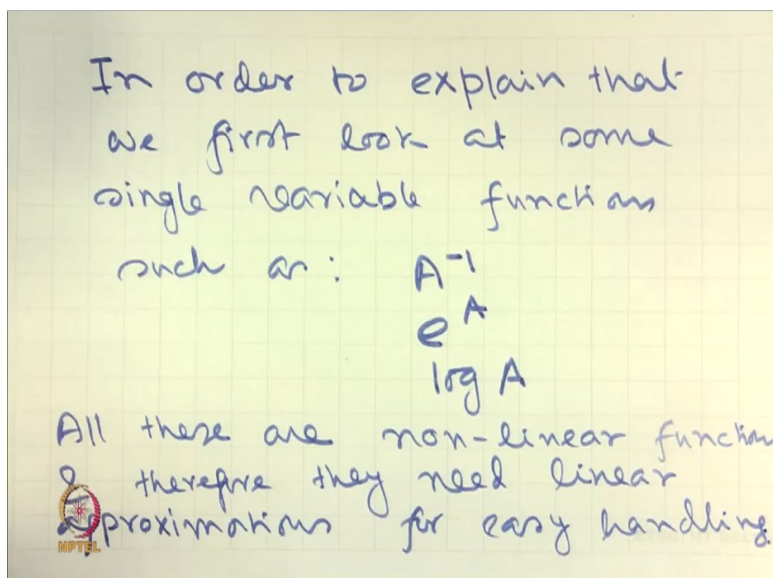 In order to explain that
we first look at some
single variable functions
such as: A⁻¹
e^A
log A
All these are non-linear function
& therefore they need linear
approximations for easy handling.
NPTEL